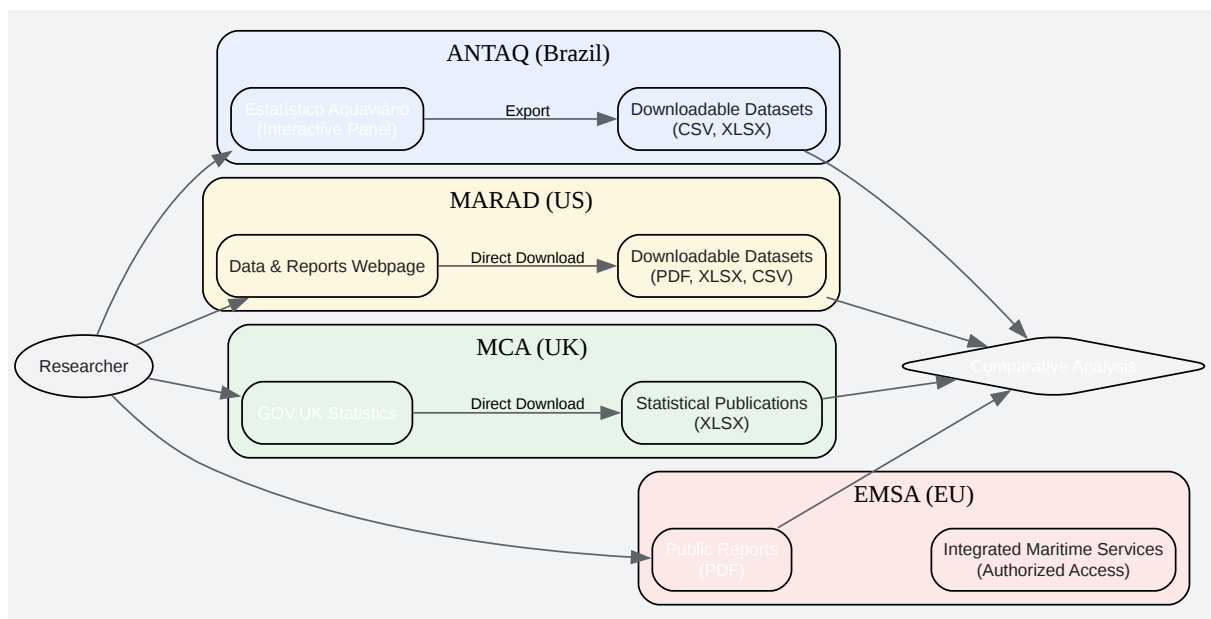 ANTAQ (Brazil)
Estatístico Aquaviário
(Interactive Panel)
Export
Downloadable Datasets
(CSV, XLSX)
MARAD (US)
Data & Reports Webpage
Direct Download
Downloadable Datasets
(PDF, XLSX, CSV)
Researcher
MCA (UK)
GOV.UK Statistics
Direct Download
Statistical Publications
(XLSX)
Comparative Analysis
EMSA (EU)
Public Reports
(PDF)
Integrated Maritime Services
(Authorized Access)